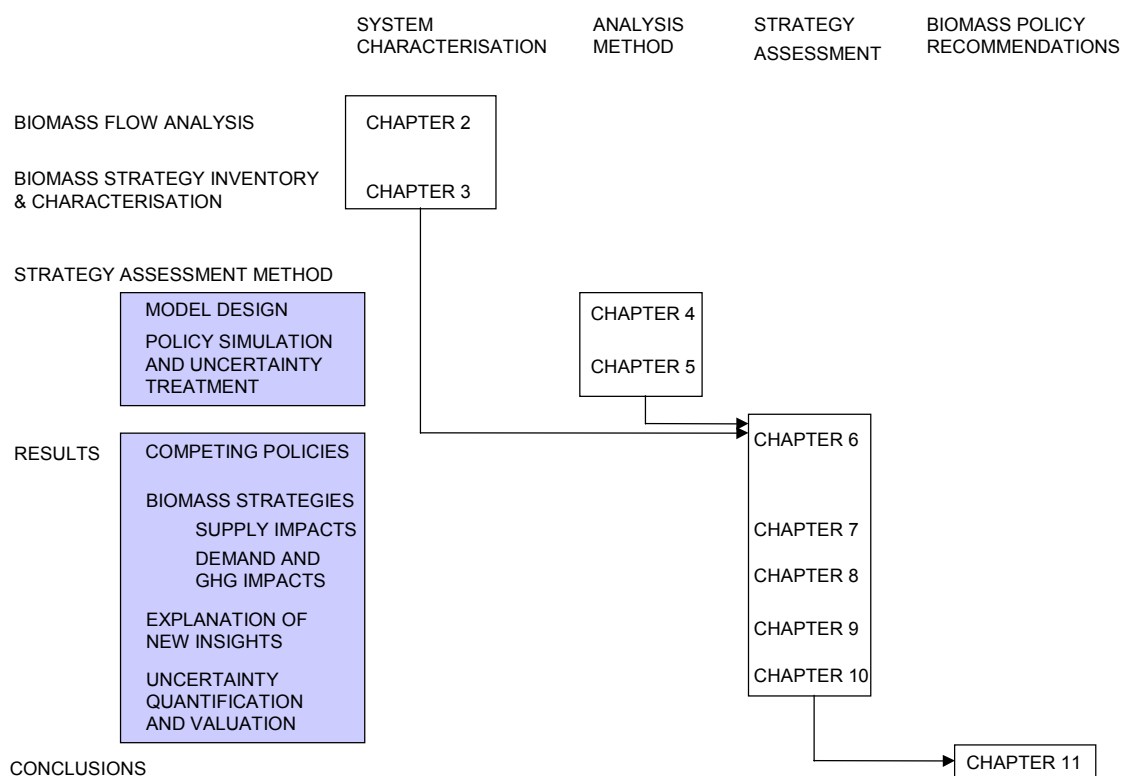 SYSTEM
CHARACTERISATION
ANALYSIS
METHOD
STRATEGY
ASSESSMENT
BIOMASS POLICY
RECOMMENDATIONS
BIOMASS FLOW ANALYSIS
CHAPTER 2
BIOMASS STRATEGY INVENTORY
& CHARACTERISATION
CHAPTER 3
STRATEGY ASSESSMENT METHOD
MODEL DESIGN
CHAPTER 4
POLICY SIMULATION
AND UNCERTAINTY
TREATMENT
CHAPTER 5
RESULTS
COMPETING POLICIES
CHAPTER 6
BIOMASS STRATEGIES
SUPPLY IMPACTS
CHAPTER 7
DEMAND AND
GHG IMPACTS
CHAPTER 8
EXPLANATION OF
NEW INSIGHTS
CHAPTER 9
UNCERTAINTY
QUANTIFICATION
AND VALUATION
CHAPTER 10
CONCLUSIONS
CHAPTER 11